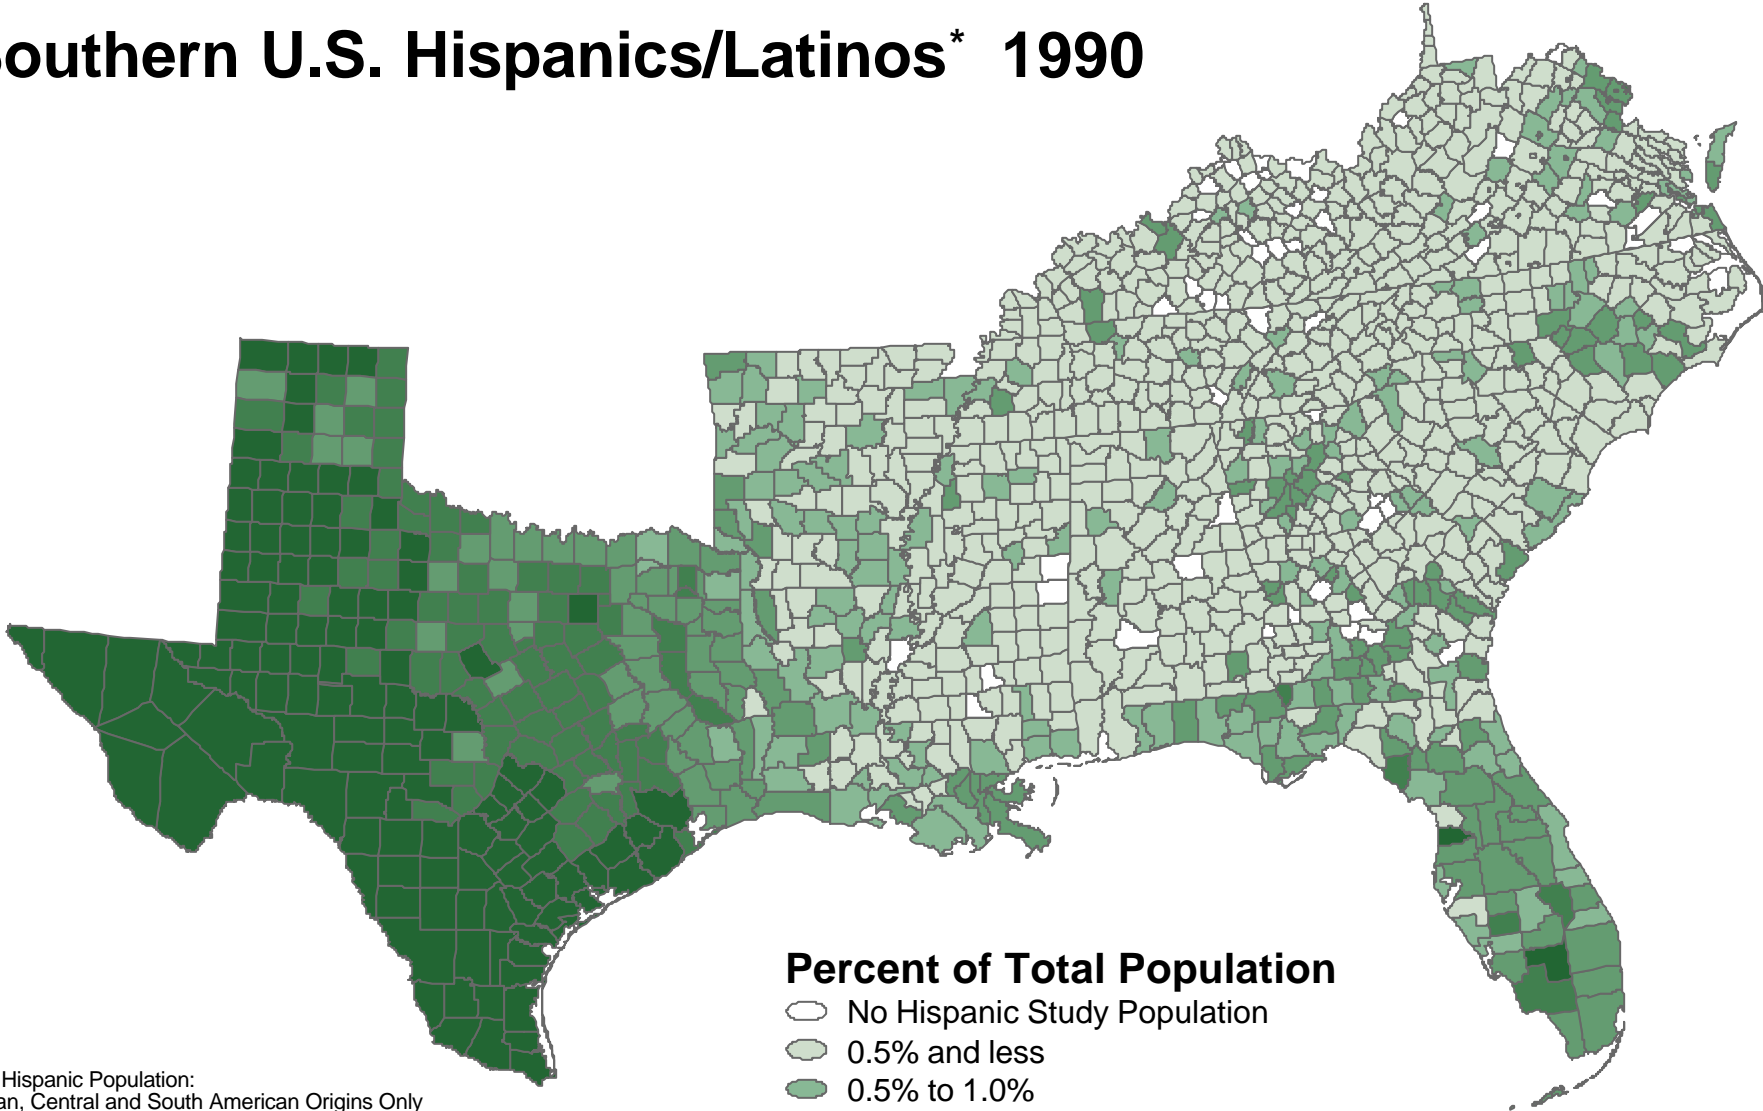 outhern U.S. Hispanics/Latinos* 1990
Percent of Total Population
No Hispanic Study Population
0.5% and less
0.5% to 1.0%
Hispanic Population:
an, Central and South American Origins Only